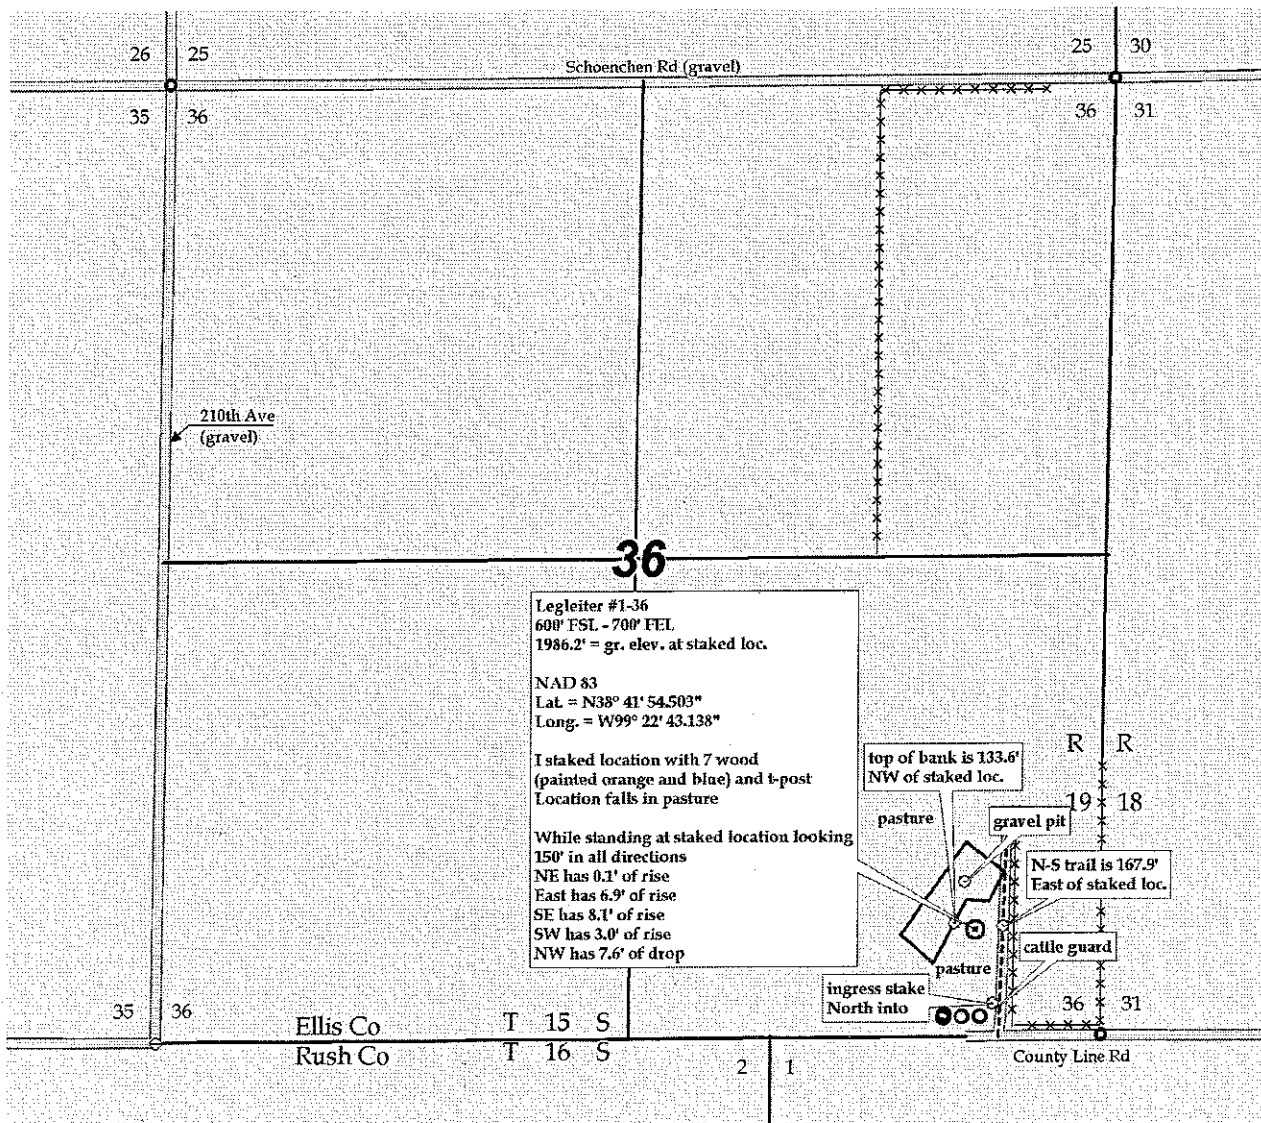 26 25
25 30
Schoenchen Rd (gravel)
35 36
36 31
210th Ave
(gravel)
36
Legleiter #1-36
600' FSL - 700' FEL
1986.2' = gr. elev. at staked loc.
NAD 83
Lat. = N38° 41' 54.503"
Long. = W99° 22' 43.138"
I staked location with 7 wood
(painted orange and blue) and t-post
Location falls in pasture
While standing at staked location looking
150' in all directions
NE has 0.1' of rise
East has 6.9' of rise
SE has 8.1' of rise
SW has 3.0' of rise
NW has 7.6' of drop
R R
19 18
top of bank is 133.6'
NW of staked loc.
pasture
gravel pit
N-S trail is 167.9'
East of staked loc.
cattle guard
pasture
ingress stake
North into
36 31
35 36
Ellis Co T 15 S
Rush Co T 16 S
County Line Rd
2 1